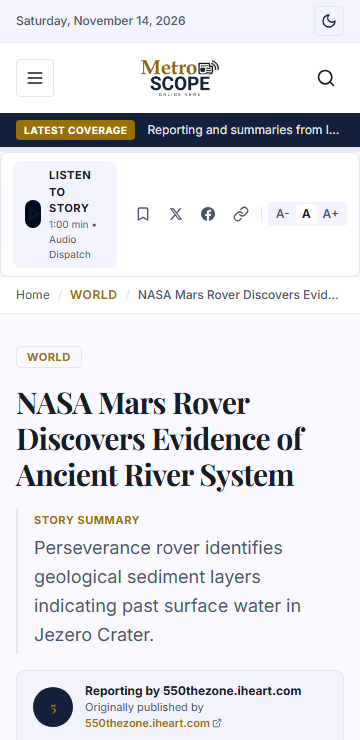 Saturday, November 14, 2026
Metro
SCOPE
ONLINE NEWS
LATEST COVERAGE Reporting and summaries from l...
LISTEN
TO
STORY
1:00 min •
Audio
Dispatch
A- A A+
Home / WORLD / NASA Mars Rover Discovers Evid...
WORLD
NASA Mars Rover
Discovers Evidence of
Ancient River System
STORY SUMMARY
Perseverance rover identifies
geological sediment layers
indicating past surface water in
Jezero Crater.
5
Reporting by 550thezone.iheart.com
Originally published by
550thezone.iheart.com